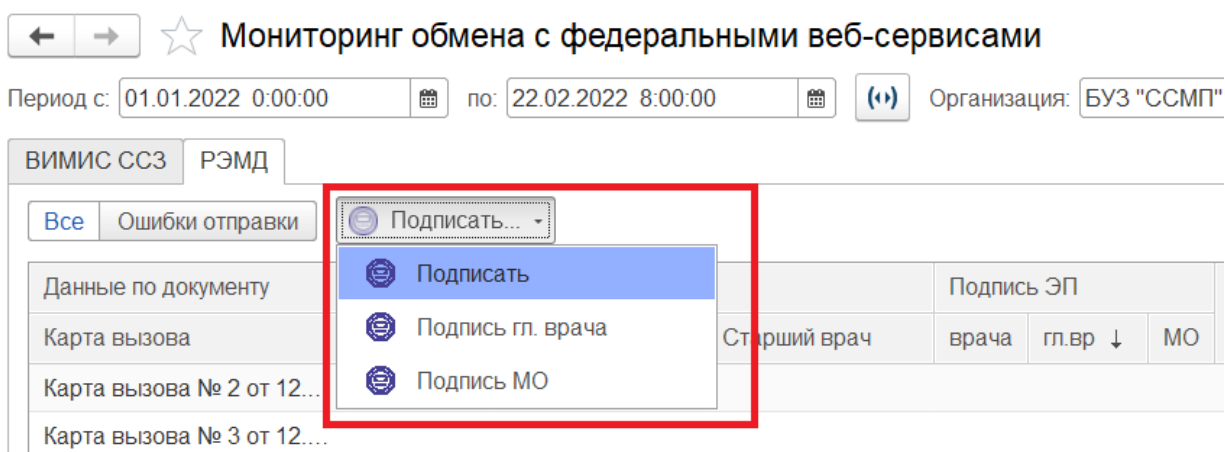 Мониторинг обмена с федеральными веб-сервисами
Период с: 01.01.2022 0:00:00 по: 22.02.2022 8:00:00 Организация: БУЗ "ССМП"
ВИМИС ССЗ РЭМД
Все Ошибки отправки Подписать...
Подписать
Данные по документу Подпись ЭП
Подпись гл. врача
Карта вызова Старший врач врача гл.вр ↓ МО
Подпись МО
Карта вызова № 2 от 12....
Карта вызова № 3 от 12....